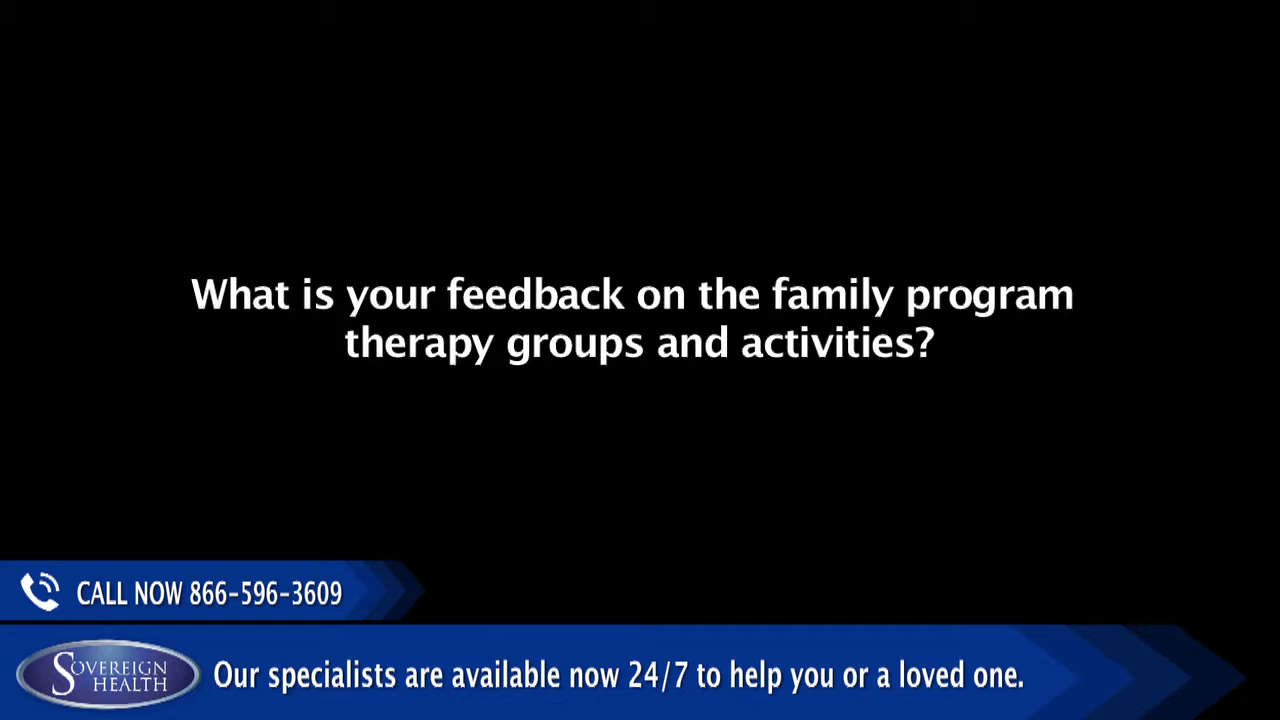 What is your feedback on the family program
therapy groups and activities?
CALL NOW 866-596-3609
SOVEREIGN
HEALTH
Our specialists are available now 24/7 to help you or a loved one.